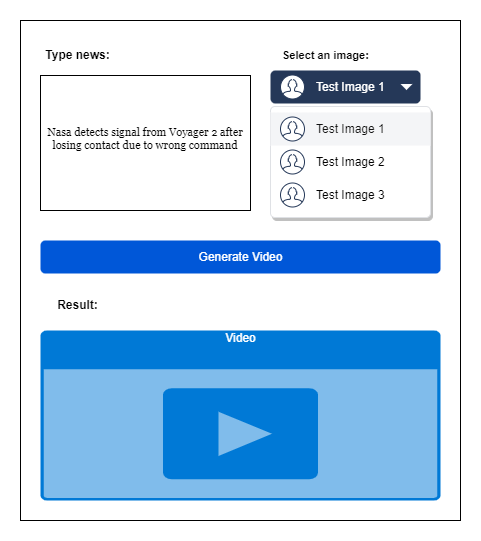 Type news:
Select an image:
Test Image 1
Nasa detects signal from Voyager 2 after
losing contact due to wrong command
Test Image 1
Test Image 2
Test Image 3
Generate Video
Result:
Video